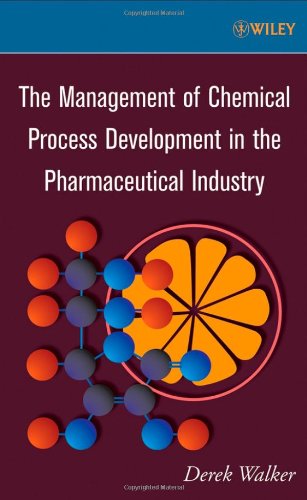 WILEY
The Management of Chemical
Process Development in the
Pharmaceutical Industry
Derek Walker